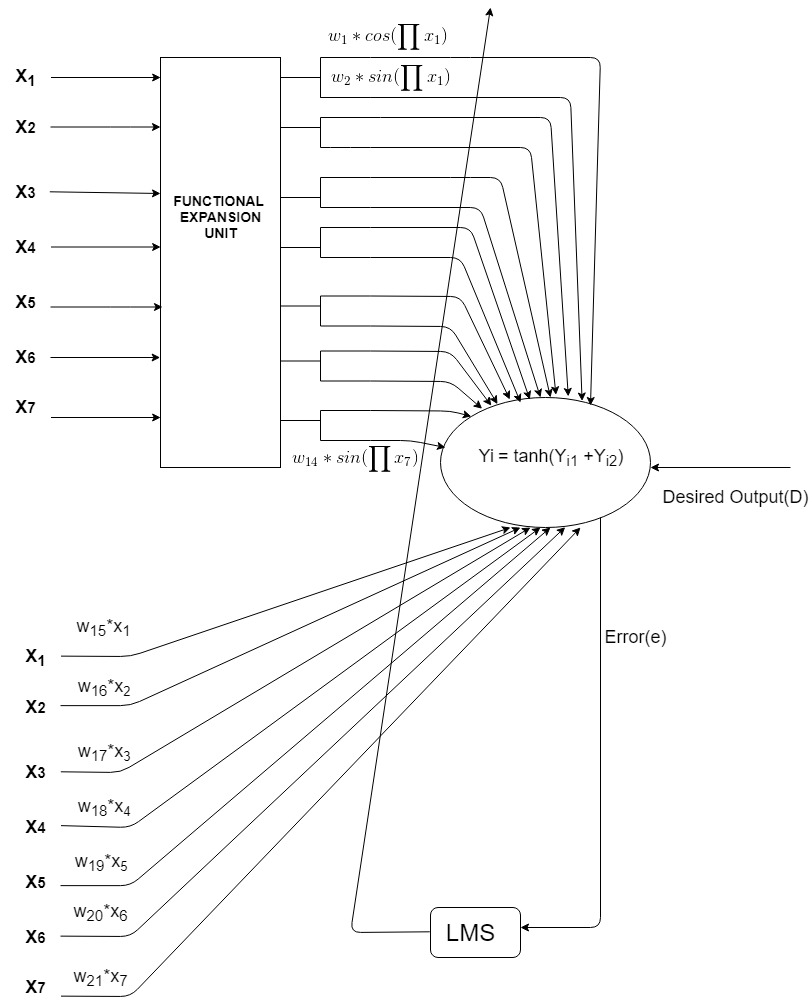 w₁ * cos(∏ x₁)
X₁
w₂ * sin(∏ x₁)
X₂
X₃
FUNCTIONAL
EXPANSION
UNIT
X₄
X₅
X₆
X₇
w₁₄ * sin(∏ x₇)
Yi = tanh(Yᵢ₁ +Yᵢ₂)
Desired Output(D)
w₁₅*x₁
Error(e)
X₁
w₁₆*x₂
X₂
w₁₇*x₃
X₃
w₁₈*x₄
X₄
w₁₉*x₅
X₅
w₂₀*x₆
LMS
X₆
w₂₁*x₇
X₇